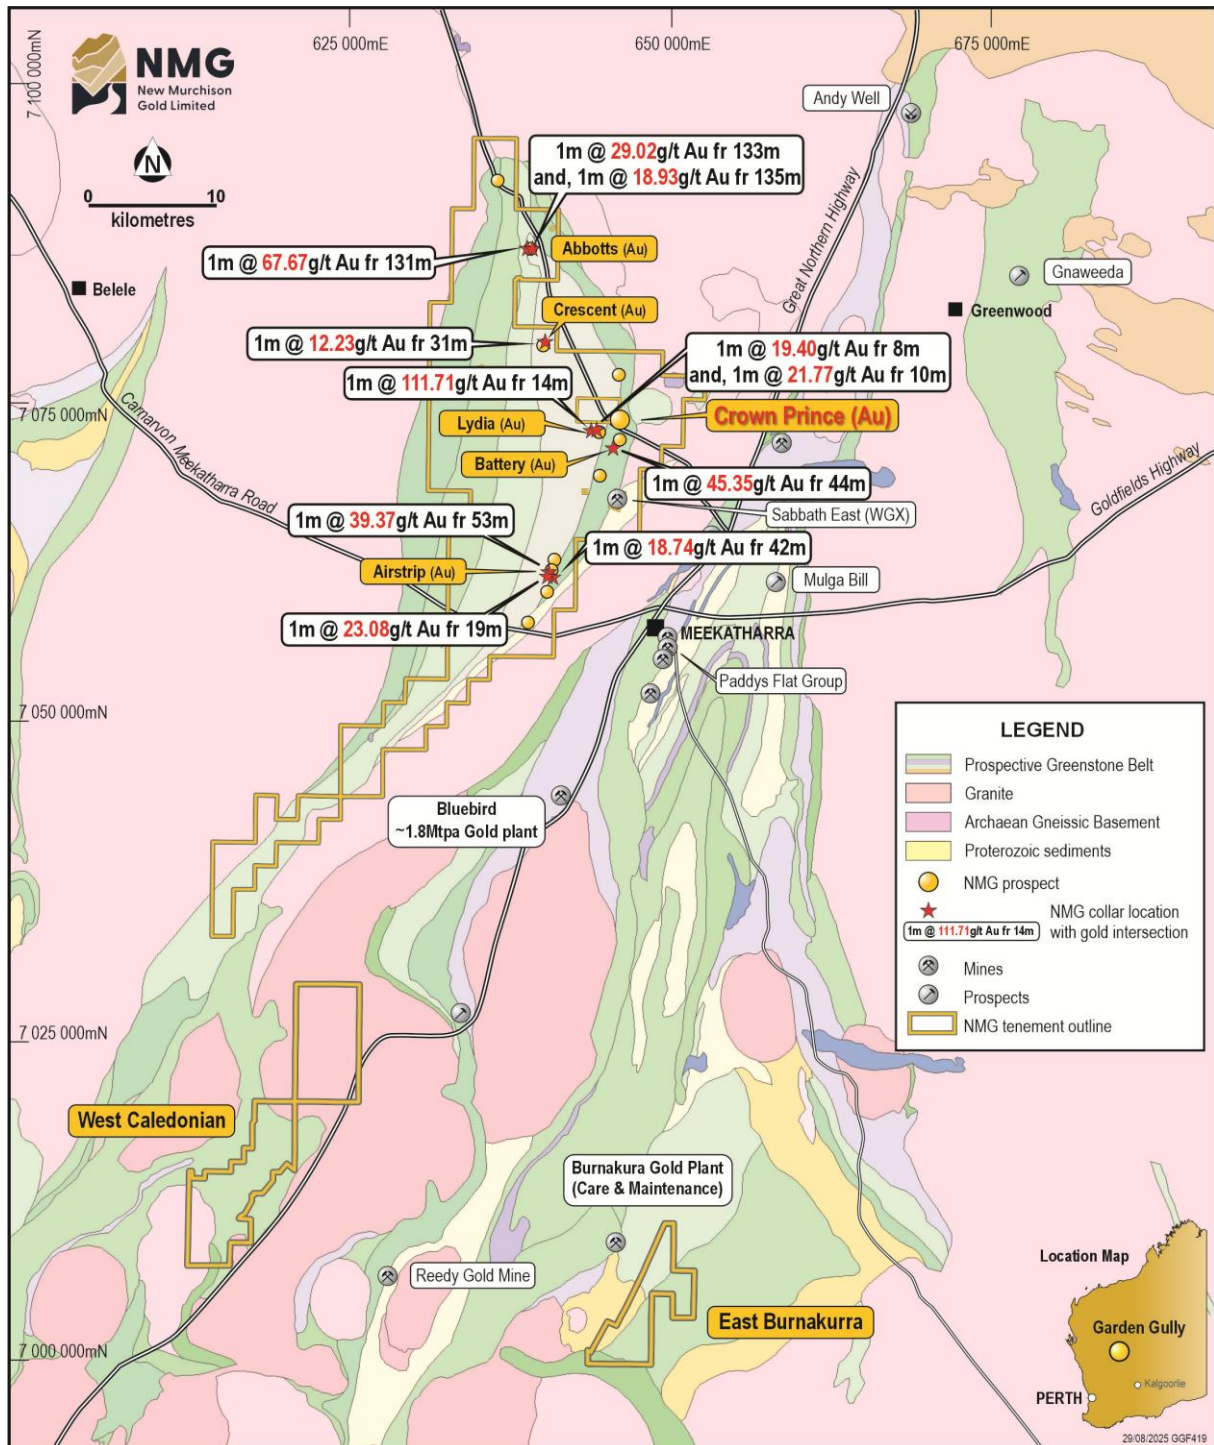 625 000mE
650 000mE
675 000mE
7 100 000mN
NMG
New Murchison
Gold Limited
N
0 10
kilometres
Andy Well
1m @ 29.02g/t Au fr 133m
and, 1m @ 18.93g/t Au fr 135m
Great Northern Highway
Abbotts (Au)
1m @ 67.67g/t Au fr 131m
Gnaweeda
Belele
Crescent (Au)
Greenwood
1m @ 12.23g/t Au fr 31m
1m @ 19.40g/t Au fr 8m
and, 1m @ 21.77g/t Au fr 10m
1m @ 111.71g/t Au fr 14m
7 075 000mN
Carnarvon Meekatharra Road
Lydia (Au)
Crown Prince (Au)
Battery (Au)
Goldfields Highway
1m @ 45.35g/t Au fr 44m
Sabbath East (WGX)
1m @ 39.37g/t Au fr 53m
1m @ 18.74g/t Au fr 42m
Airstrip (Au)
Mulga Bill
1m @ 23.08g/t Au fr 19m
MEEKATHARRA
Paddys Flat Group
7 050 000mN
LEGEND
Prospective Greenstone Belt
Granite
Archaean Gneissic Basement
Proterozoic sediments
NMG prospect
NMG collar location
1m @ 111.71g/t Au fr 14m
with gold intersection
Mines
Prospects
NMG tenement outline
Bluebird
~1.8Mtpa Gold plant
7 025 000mN
West Caledonian
Burnakura Gold Plant
(Care & Maintenance)
Reedy Gold Mine
East Burnakurra
7 000 000mN
Location Map
Garden Gully
Kalgoorlie
PERTH
29/08/2025 GGF419